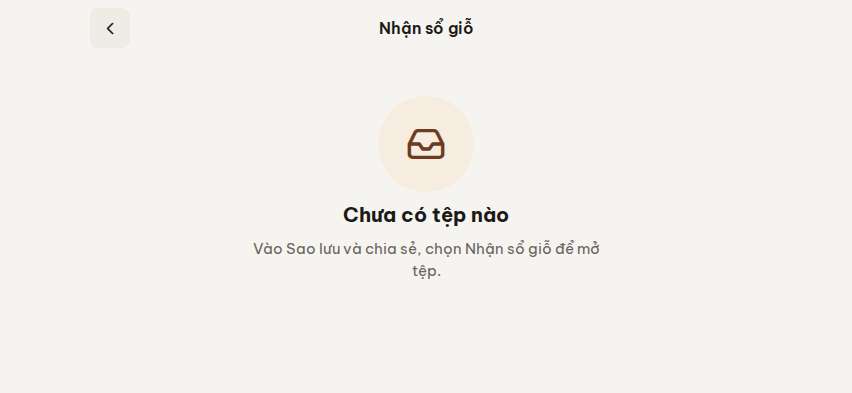 Nhận sổ giỗ
Chưa có tệp nào
Vào Sao lưu và chia sẻ, chọn Nhận sổ giỗ để mở
tệp.